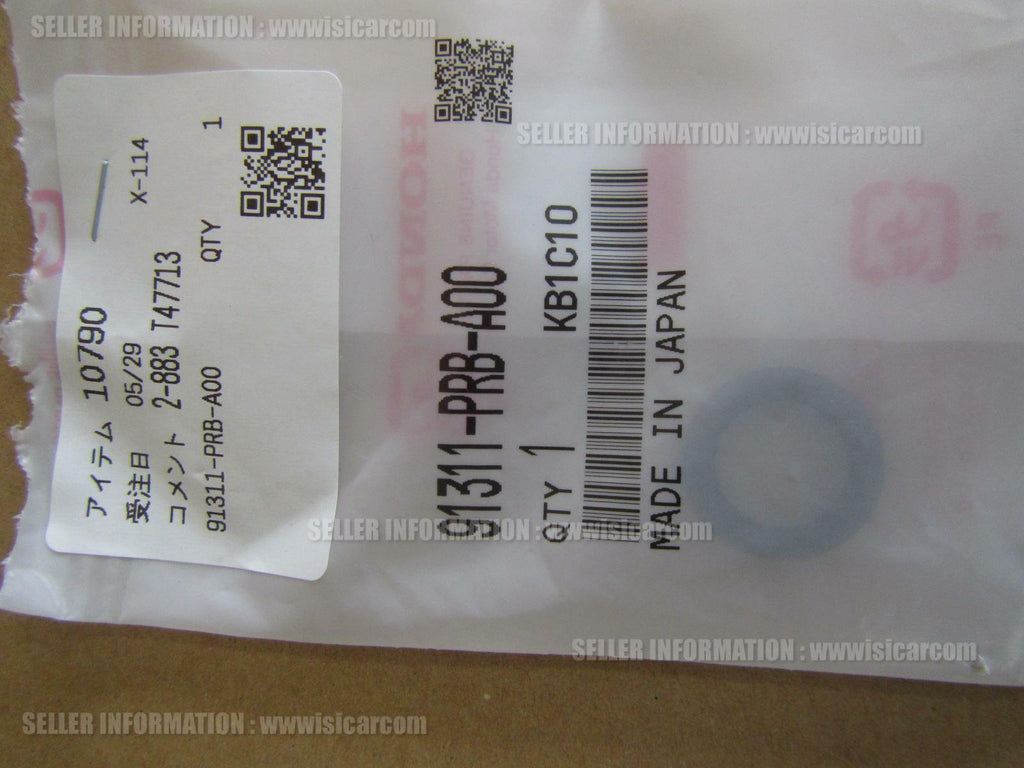 SELLER INFORMATION : wwwisicarcom
アイテム 10790
受注日 05/29 X-114
コメント 2-883 T47713
91311-PRB-A00 QTY 1
HONDA
91311-PRB-A00
QTY 1 KB1C10
MADE IN JAPAN
SELLER INFORMATION : wwwisicarcom
SELLER INFORMATION : wwwisicarcom
SELLER INFORMATION : wwwisicarcom
SELLER INFORMATION : wwwisicarcom